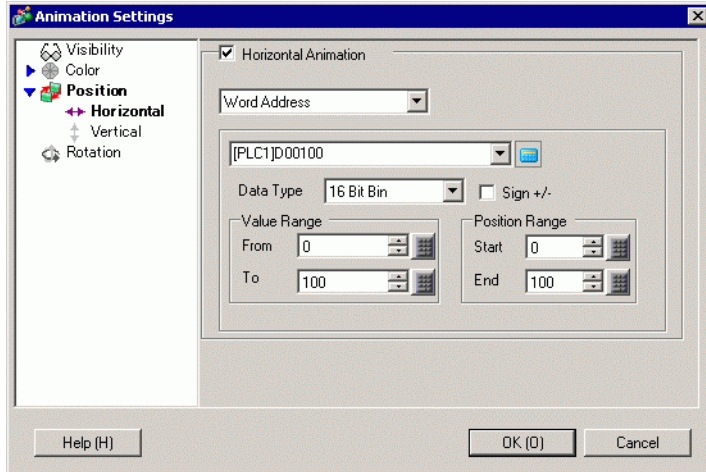 Animation Settings
Visibility
Color
Position
Horizontal
Vertical
Rotation
Horizontal Animation
Word Address
[PLC1]D00100
Data Type 16 Bit Bin Sign +/-
Value Range
From 0
To 100
Position Range
Start 0
End 100
Help (H) OK (O) Cancel